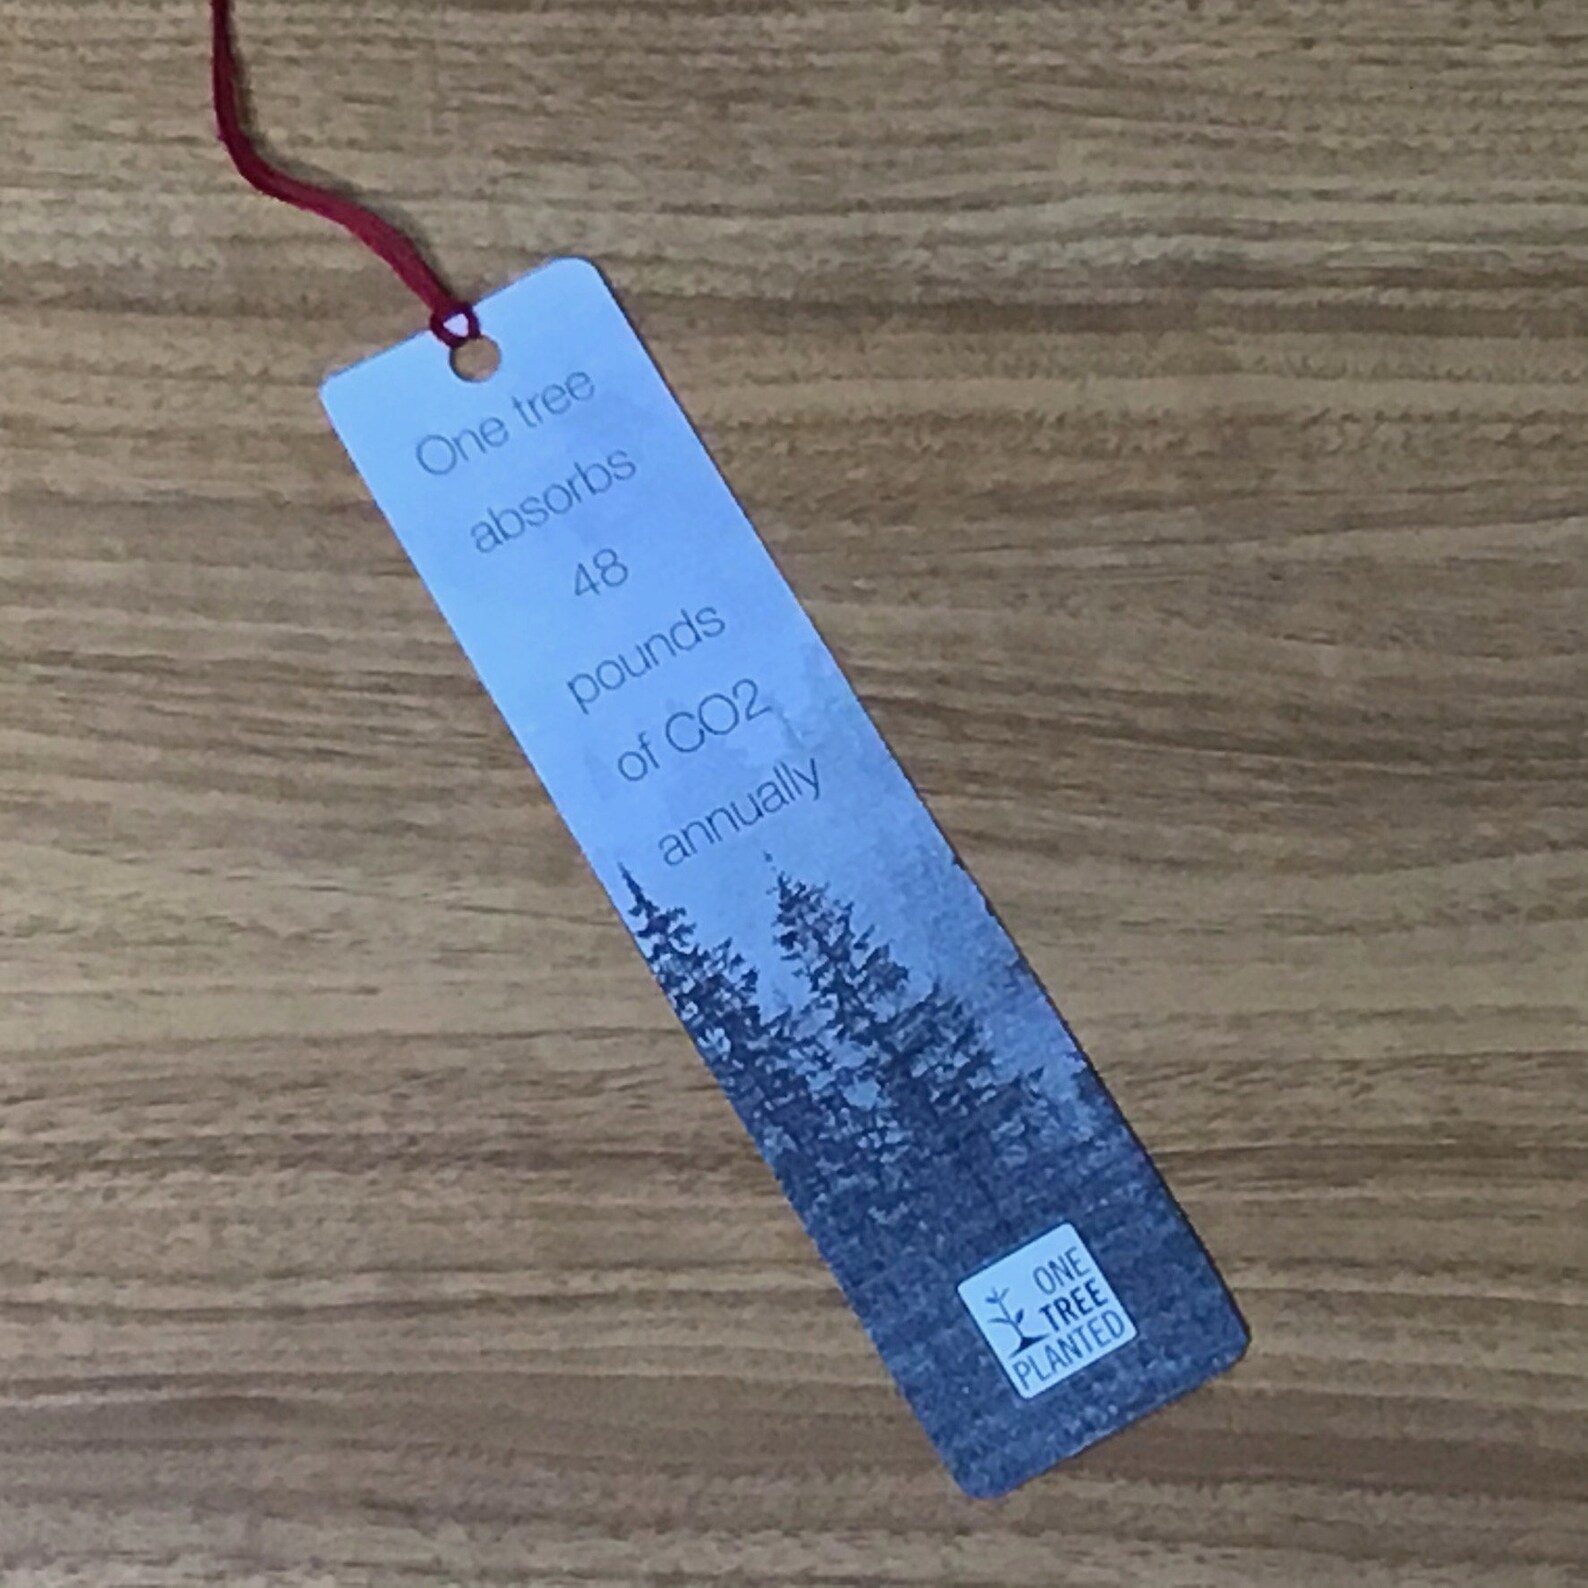 One tree
absorbs
48
pounds
of CO2
annually
ONE
TREE
PLANTED